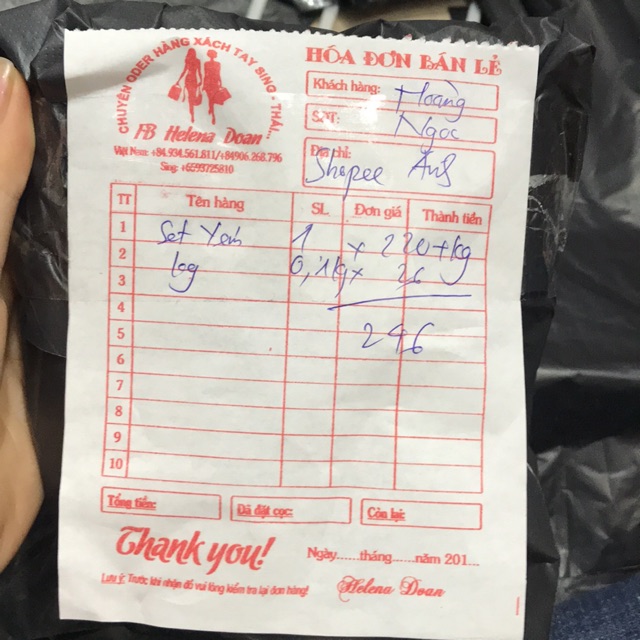 CHUYÊN ODER HÀNG XÁCH TAY SING - THÁI...
FB Helena Doan
Việt Nam: +84.934.561.811/+84906.268.796
Sing: +6593725810
HÓA ĐƠN BÁN LẺ
Khách hàng: Hoàng
SĐT: Ngọc
Địa chỉ: Shopee Ans
TT Tên hàng SL Đơn giá Thành tiền
1 Set 1 x 220 + kg
2 kg 0,1kg x 26
3
4
5 246
6
7
8
9
10
Tổng tiền: Đã đặt cọc: Còn lại:
Thank you!
Ngày......tháng......năm 201...
Lưu ý: Trước khi nhận đồ vui lòng kiểm tra lại đơn hàng!
Helena Doan